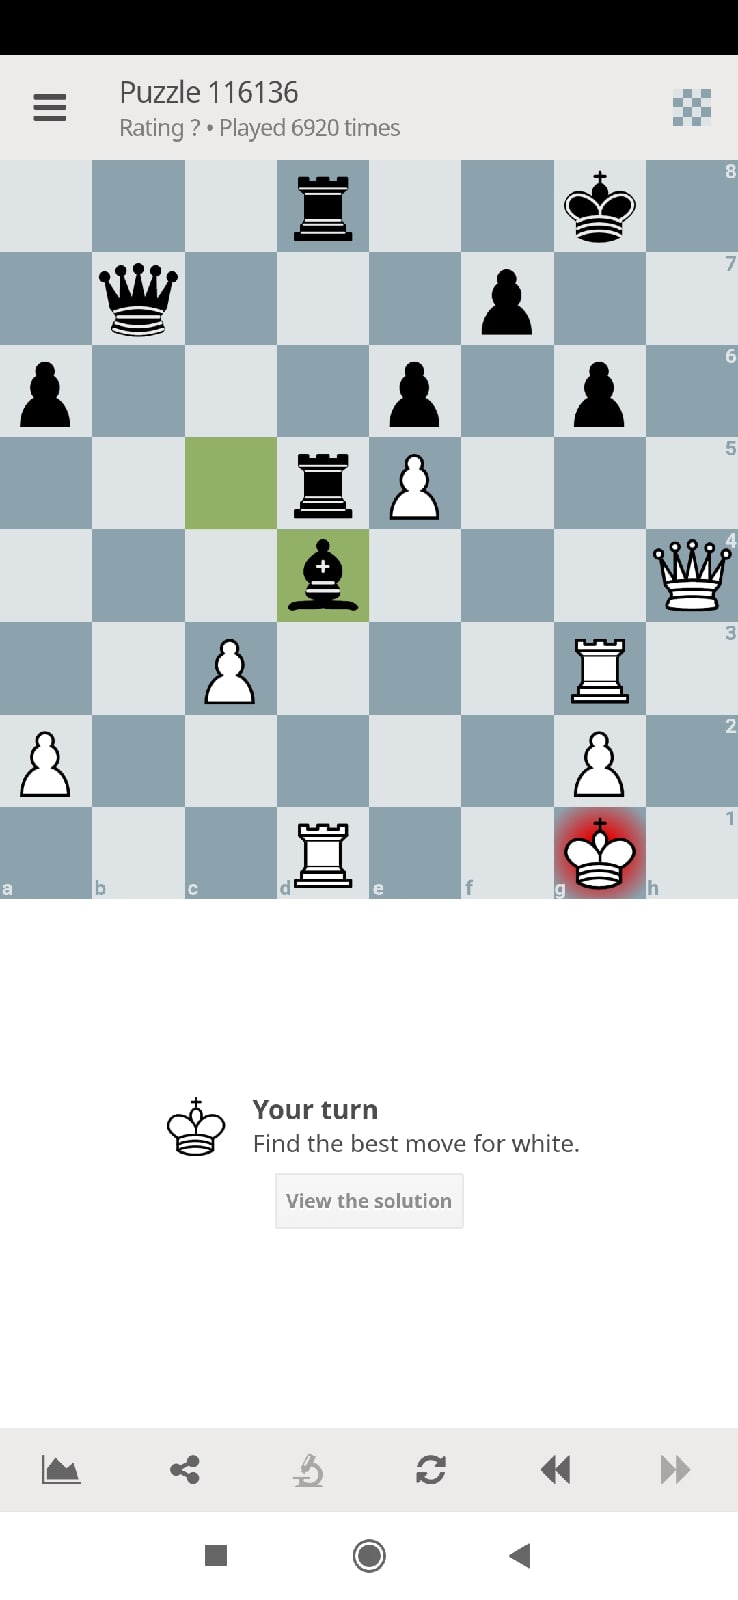 Puzzle 116136
Rating ? • Played 6920 times
8
7
6
5
4
3
2
1
a b c d e f g h
Your turn
Find the best move for white.
View the solution